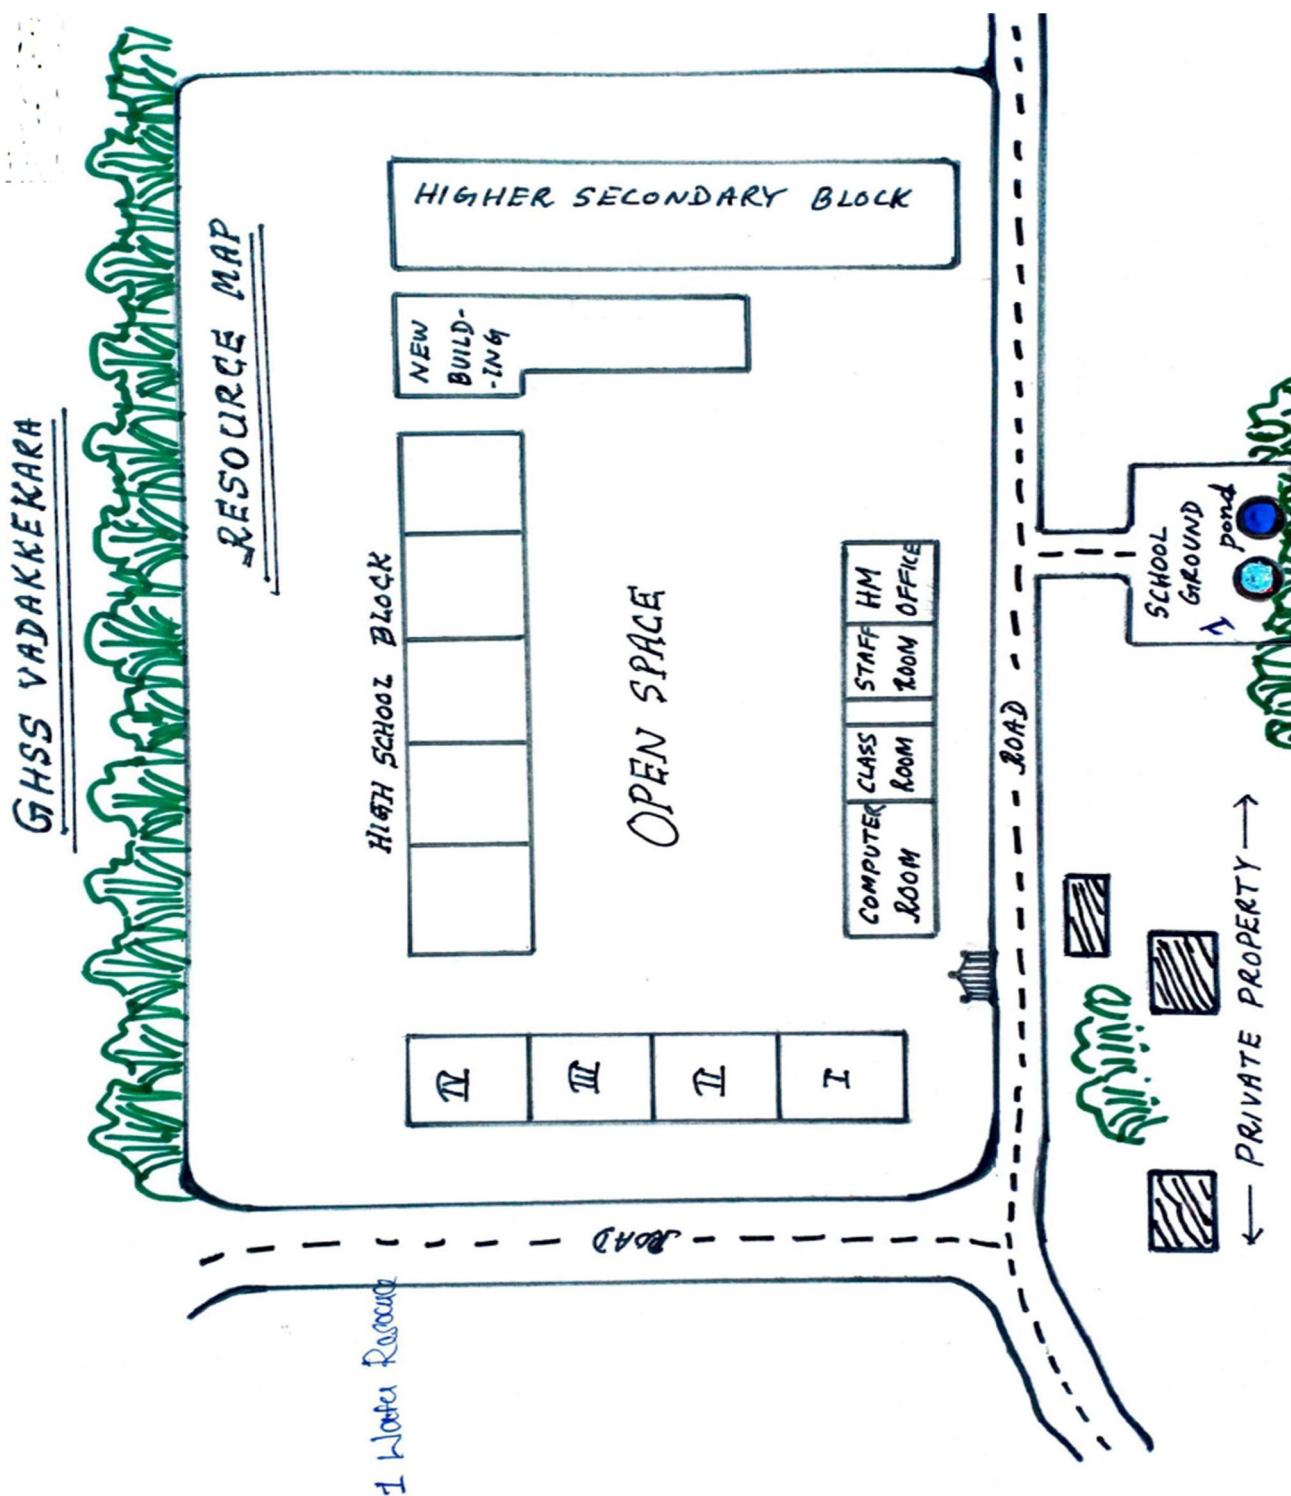 GHSS VADAKKEKARA
RESOURCE MAP
HIGHER SECONDARY BLOCK
NEW
BUILD-
-ING
HIGH SCHOOL BLOCK
OPEN SPACE
HM
OFFICE
STAFF
ROOM
CLASS
ROOM
COMPUTER
ROOM
IV
III
II
I
ROAD
ROAD
SCHOOL
GROUND
pond
1
← PRIVATE PROPERTY →
1 Water Resource